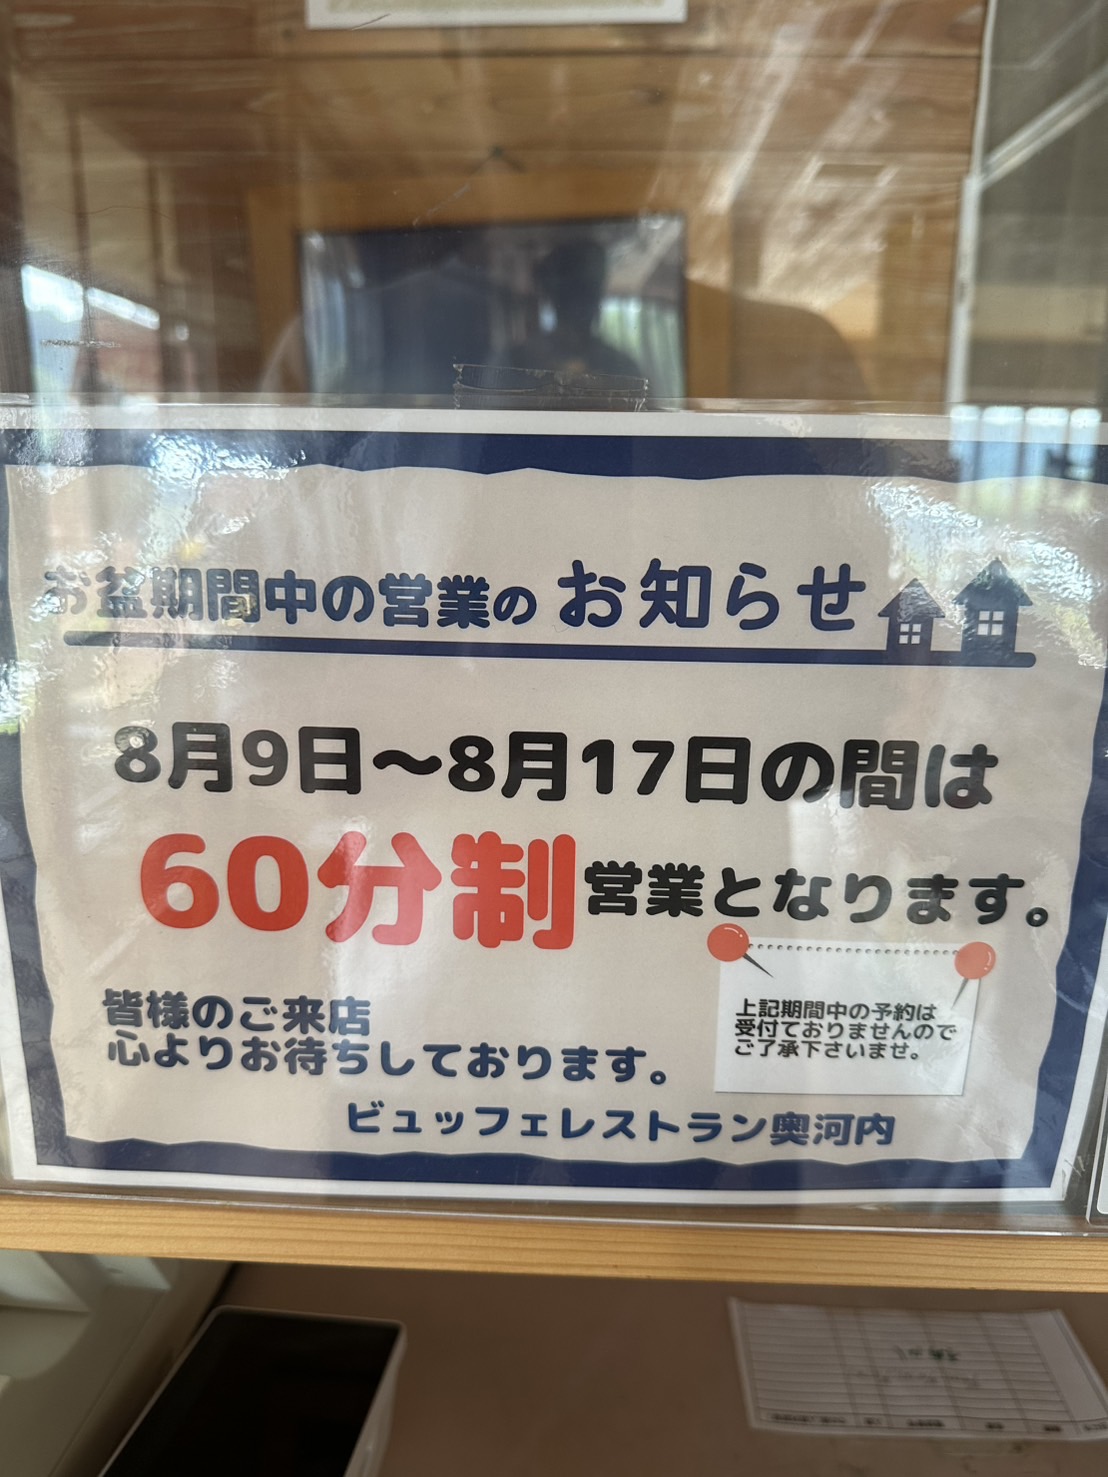 お盆期間中の営業の お知らせ
8月9日～8月17日の間は
60分制営業となります。
上記期間中の予約は
受付ておりませんので
ご了承下さいませ。
皆様のご来店
心よりお待ちしております。
ビュッフェレストラン奥河内